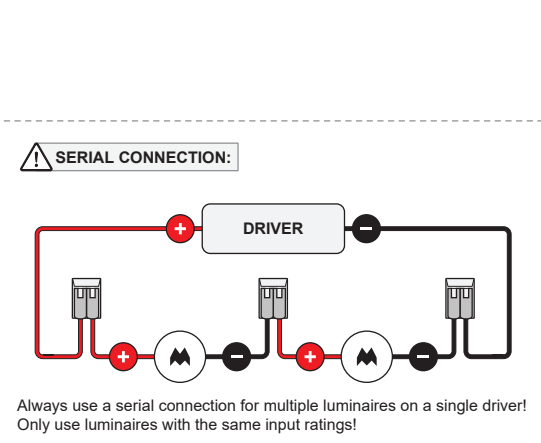 SERIAL CONNECTION:
DRIVER
Always use a serial connection for multiple luminaires on a single driver!
Only use luminaires with the same input ratings!